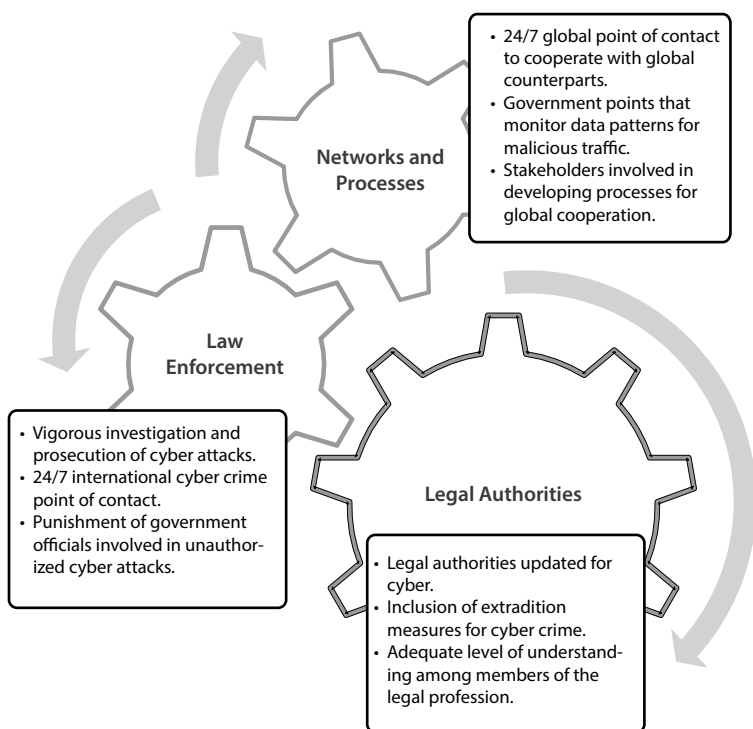 Networks and
Processes
• 24/7 global point of contact
to cooperate with global
counterparts.
• Government points that
monitor data patterns for
malicious traffic.
• Stakeholders involved in
developing processes for
global cooperation.
Law
Enforcement
• Vigorous investigation and
prosecution of cyber attacks.
• 24/7 international cyber crime
point of contact.
• Punishment of government
officials involved in unauthor-
ized cyber attacks.
Legal Authorities
• Legal authorities updated for
cyber.
• Inclusion of extradition
measures for cyber crime.
• Adequate level of understand-
ing among members of the
legal profession.